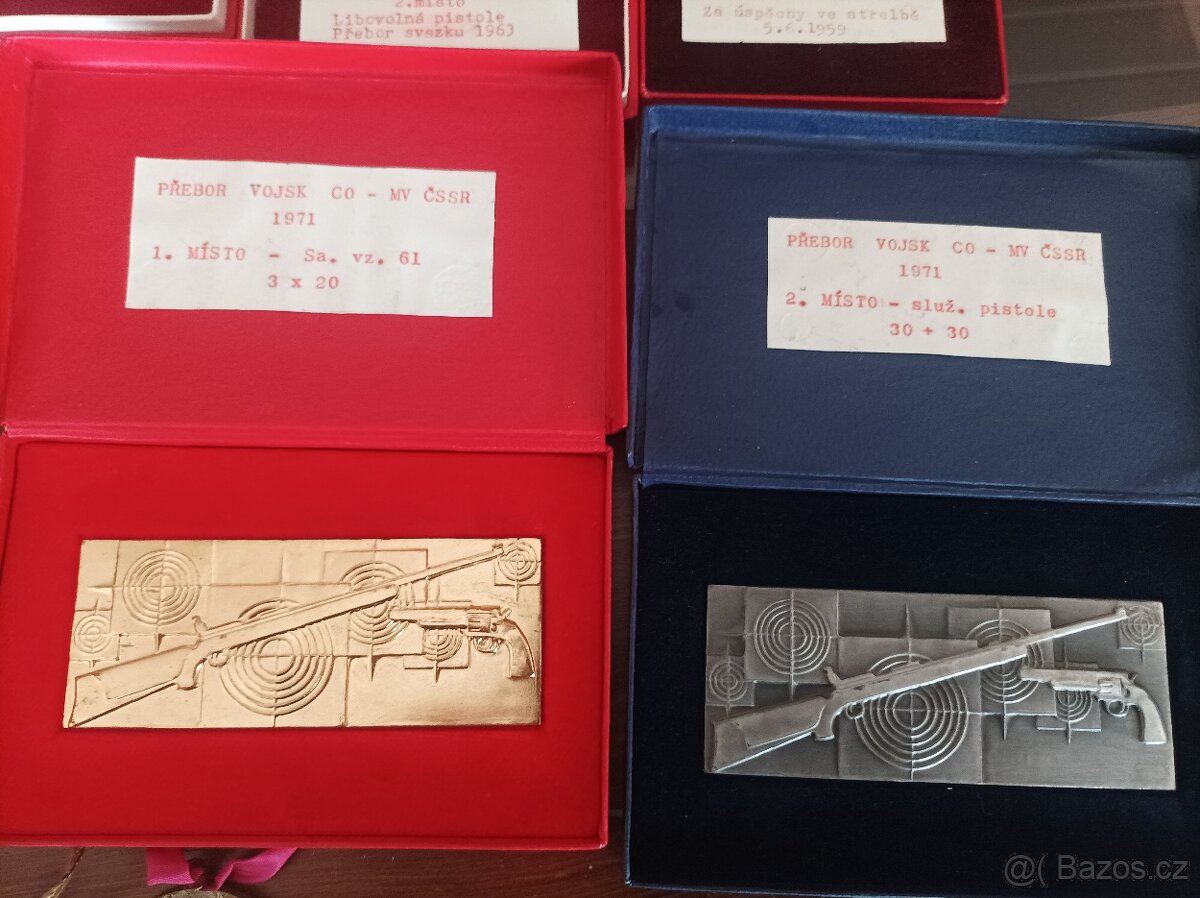 2.místo
Libovolná pistole
Přebor svazku 1963
Za úspěchy ve střelbě
5.6.1959
PŘEBOR VOJSK CO - MV ČSSR
1971
1. MÍSTO - Sa. vz. 61
3 x 20
PŘEBOR VOJSK CO - MV ČSSR
1971
2. MÍSTO - služ. pistole
30 + 30
@( Bazos.cz